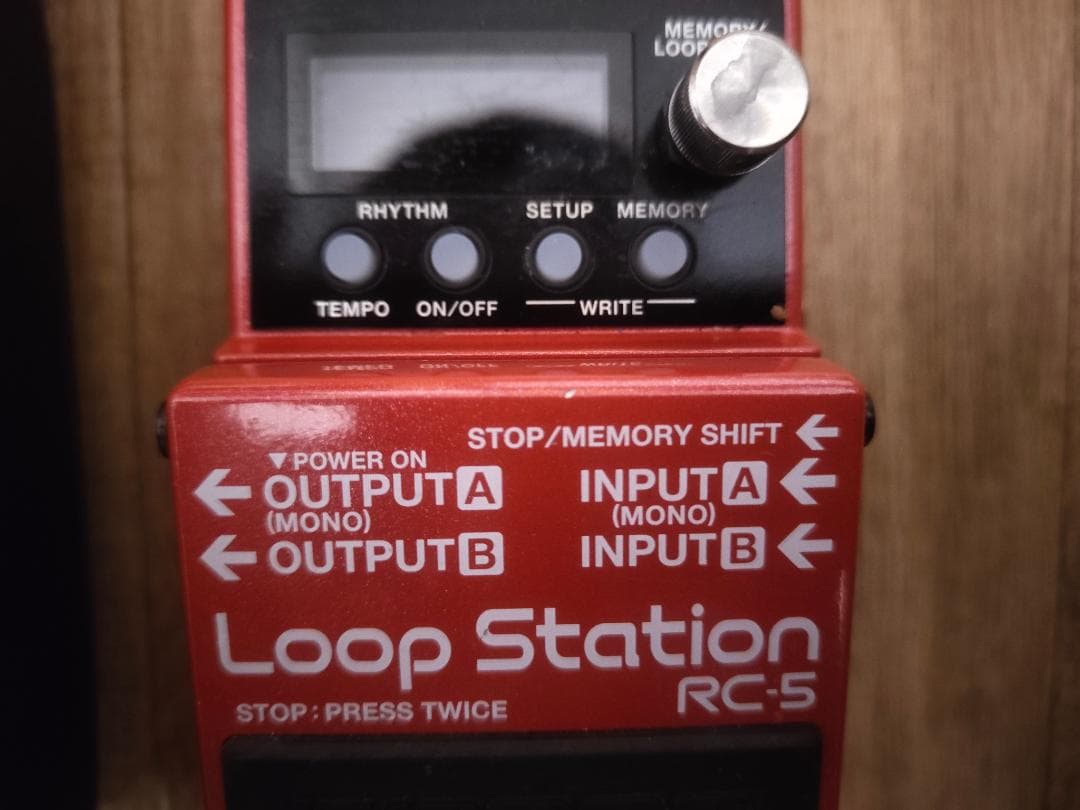 MEMORY/
LOOP
RHYTHM SETUP MEMORY
TEMPO ON/OFF WRITE
STOP/MEMORY SHIFT ←
▼POWER ON
← OUTPUT A INPUT A ←
(MONO) (MONO)
← OUTPUT B INPUT B ←
Loop Station
RC-5
STOP : PRESS TWICE